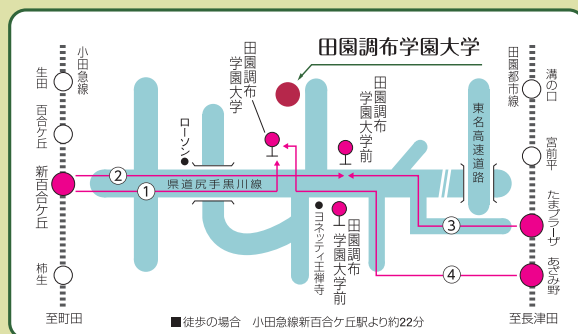 田園調布学園大学
小田急線
生田
百合ケ丘
新百合ケ丘
柿生
至町田
ローソン
田園調布
学園大学
田園調布
学園大学前
②
①
県道尻手黒川線
ヨネッティ王禅寺
田園調布
学園大学前
東名高速道路
③
④
田園都市線
溝の口
宮前平
たまプラーザ
あざみ野
至長津田
■徒歩の場合 小田急線新百合ケ丘駅より約22分